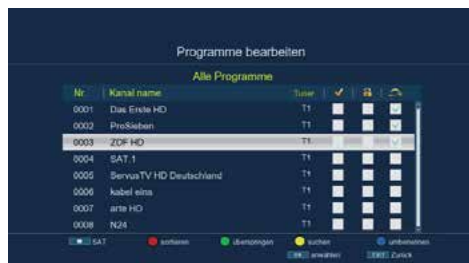 Programme bearbeiten
Alle Programme
Nr. Kanal name Tuner
0001 Das Erste HD T1
0002 ProSieben T1
0003 ZDF HD T1
0004 SAT.1 T1
0005 ServusTV HD Deutschland T1
0006 kabel eins T1
0007 arte HD T1
0008 N24 T1
SAT sortieren überspringen suchen umbenennen
OK anwählen EXIT Zurück